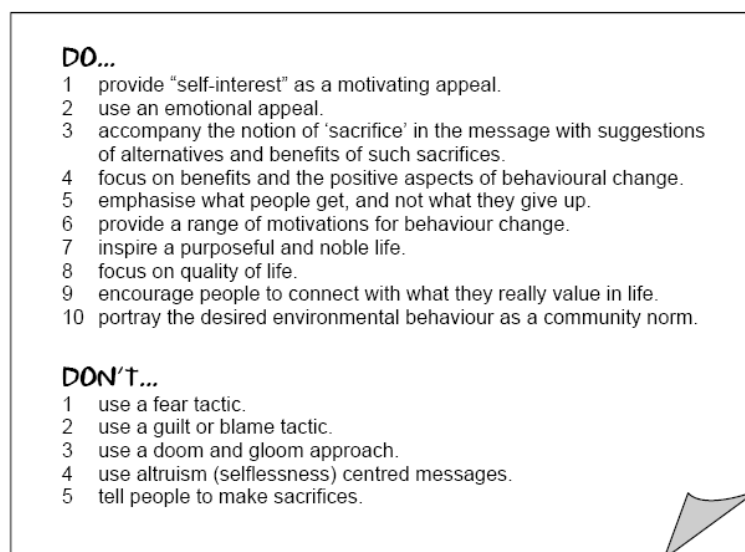 DO...
1 provide “self-interest” as a motivating appeal.
2 use an emotional appeal.
3 accompany the notion of ‘sacrifice’ in the message with suggestions
of alternatives and benefits of such sacrifices.
4 focus on benefits and the positive aspects of behavioural change.
5 emphasise what people get, and not what they give up.
6 provide a range of motivations for behaviour change.
7 inspire a purposeful and noble life.
8 focus on quality of life.
9 encourage people to connect with what they really value in life.
10 portray the desired environmental behaviour as a community norm.
DON'T...
1 use a fear tactic.
2 use a guilt or blame tactic.
3 use a doom and gloom approach.
4 use altruism (selflessness) centred messages.
5 tell people to make sacrifices.